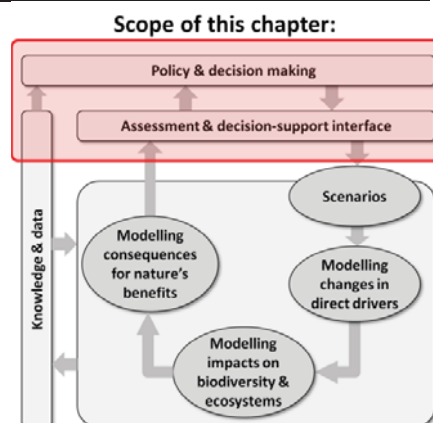 Scope of this chapter:
Policy & decision making
Assessment & decision-support interface
Scenarios
Knowledge & data
Modelling
consequences
for nature's
benefits
Modelling
changes in
direct drivers
Modelling
impacts on
biodiversity &
ecosystems